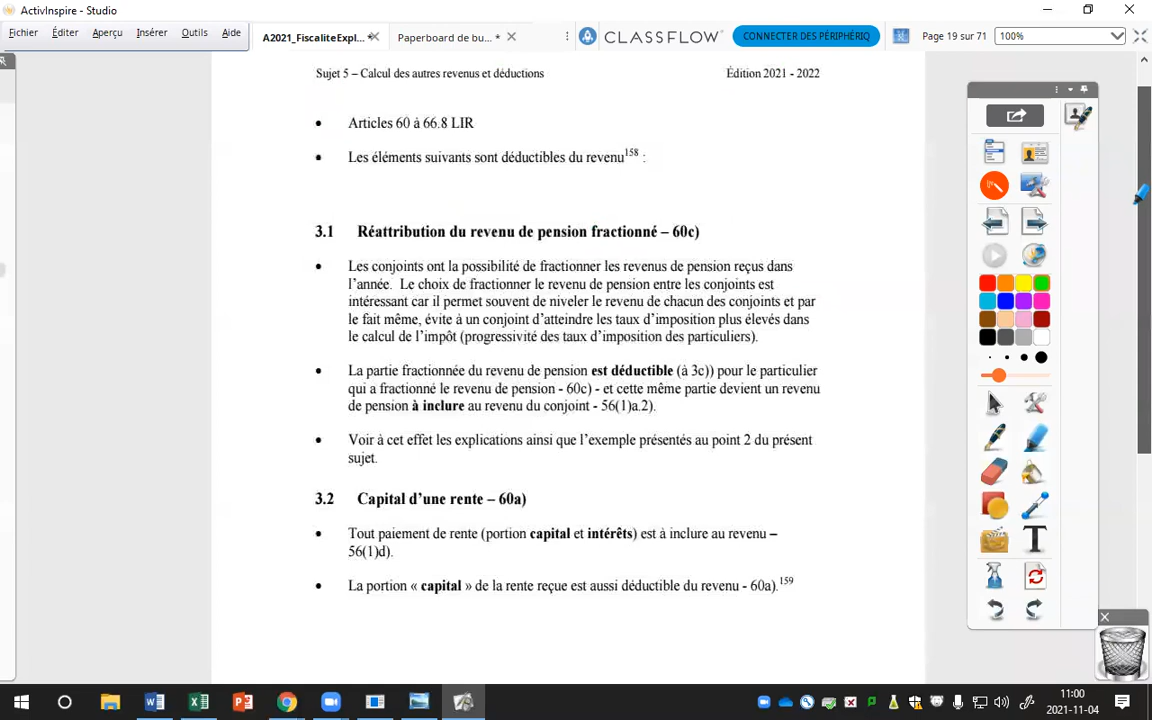 ActivInspire - Studio
Fichier Éditer Aperçu Insérer Outils Aide
A2021_FiscaliteExpl...
Paperboard de bu... *
CLASSFLOW
CONNECTER DES PÉRIPHÉRIQ
Page 19 sur 71
100%
Sujet 5 – Calcul des autres revenus et déductions
Édition 2021 - 2022
• Articles 60 à 66.8 LIR
• Les éléments suivants sont déductibles du revenu158 :
3.1 Réattribution du revenu de pension fractionné – 60c)
• Les conjoints ont la possibilité de fractionner les revenus de pension reçus dans
l’année. Le choix de fractionner le revenu de pension entre les conjoints est
intéressant car il permet souvent de niveler le revenu de chacun des conjoints et par
le fait même, évite à un conjoint d’atteindre les taux d’imposition plus élevés dans
le calcul de l’impôt (progressivité des taux d’imposition des particuliers).
• La partie fractionnée du revenu de pension est déductible (à 3c)) pour le particulier
qui a fractionné le revenu de pension - 60c) - et cette même partie devient un revenu
de pension à inclure au revenu du conjoint - 56(1)a.2).
• Voir à cet effet les explications ainsi que l’exemple présentés au point 2 du présent
sujet.
3.2 Capital d’une rente – 60a)
• Tout paiement de rente (portion capital et intérêts) est à inclure au revenu –
56(1)d).
• La portion « capital » de la rente reçue est aussi déductible du revenu - 60a).159
11:00
2021-11-04